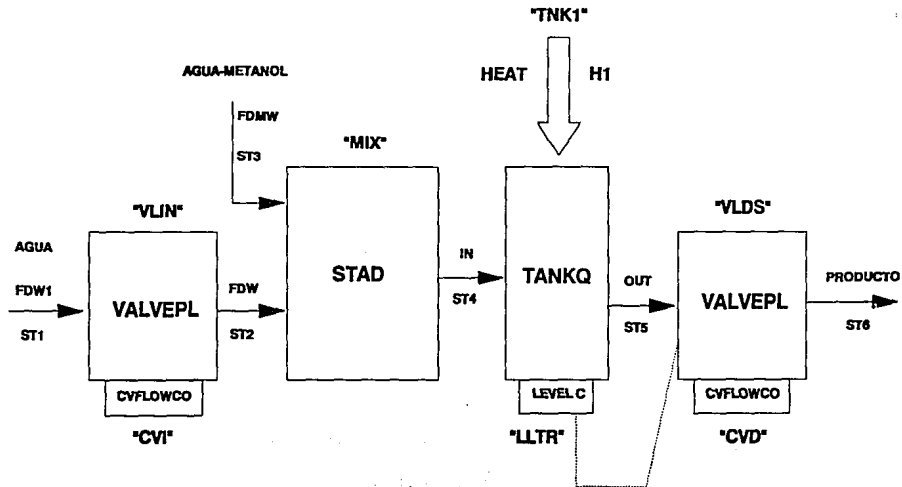 "TNK1"
HEAT H1
AGUA-METANOL
FDMW
ST3
"MIX"
"VLIN"
"VLDS"
AGUA
FDW1
ST1
VALVEPL
FDW
ST2
STAD
IN
ST4
TANKQ
OUT
ST5
VALVEPL
PRODUCTO
ST6
CVFLOWCO
LEVEL C
CVFLOWCO
"CVI"
"LLTR"
"CVD"